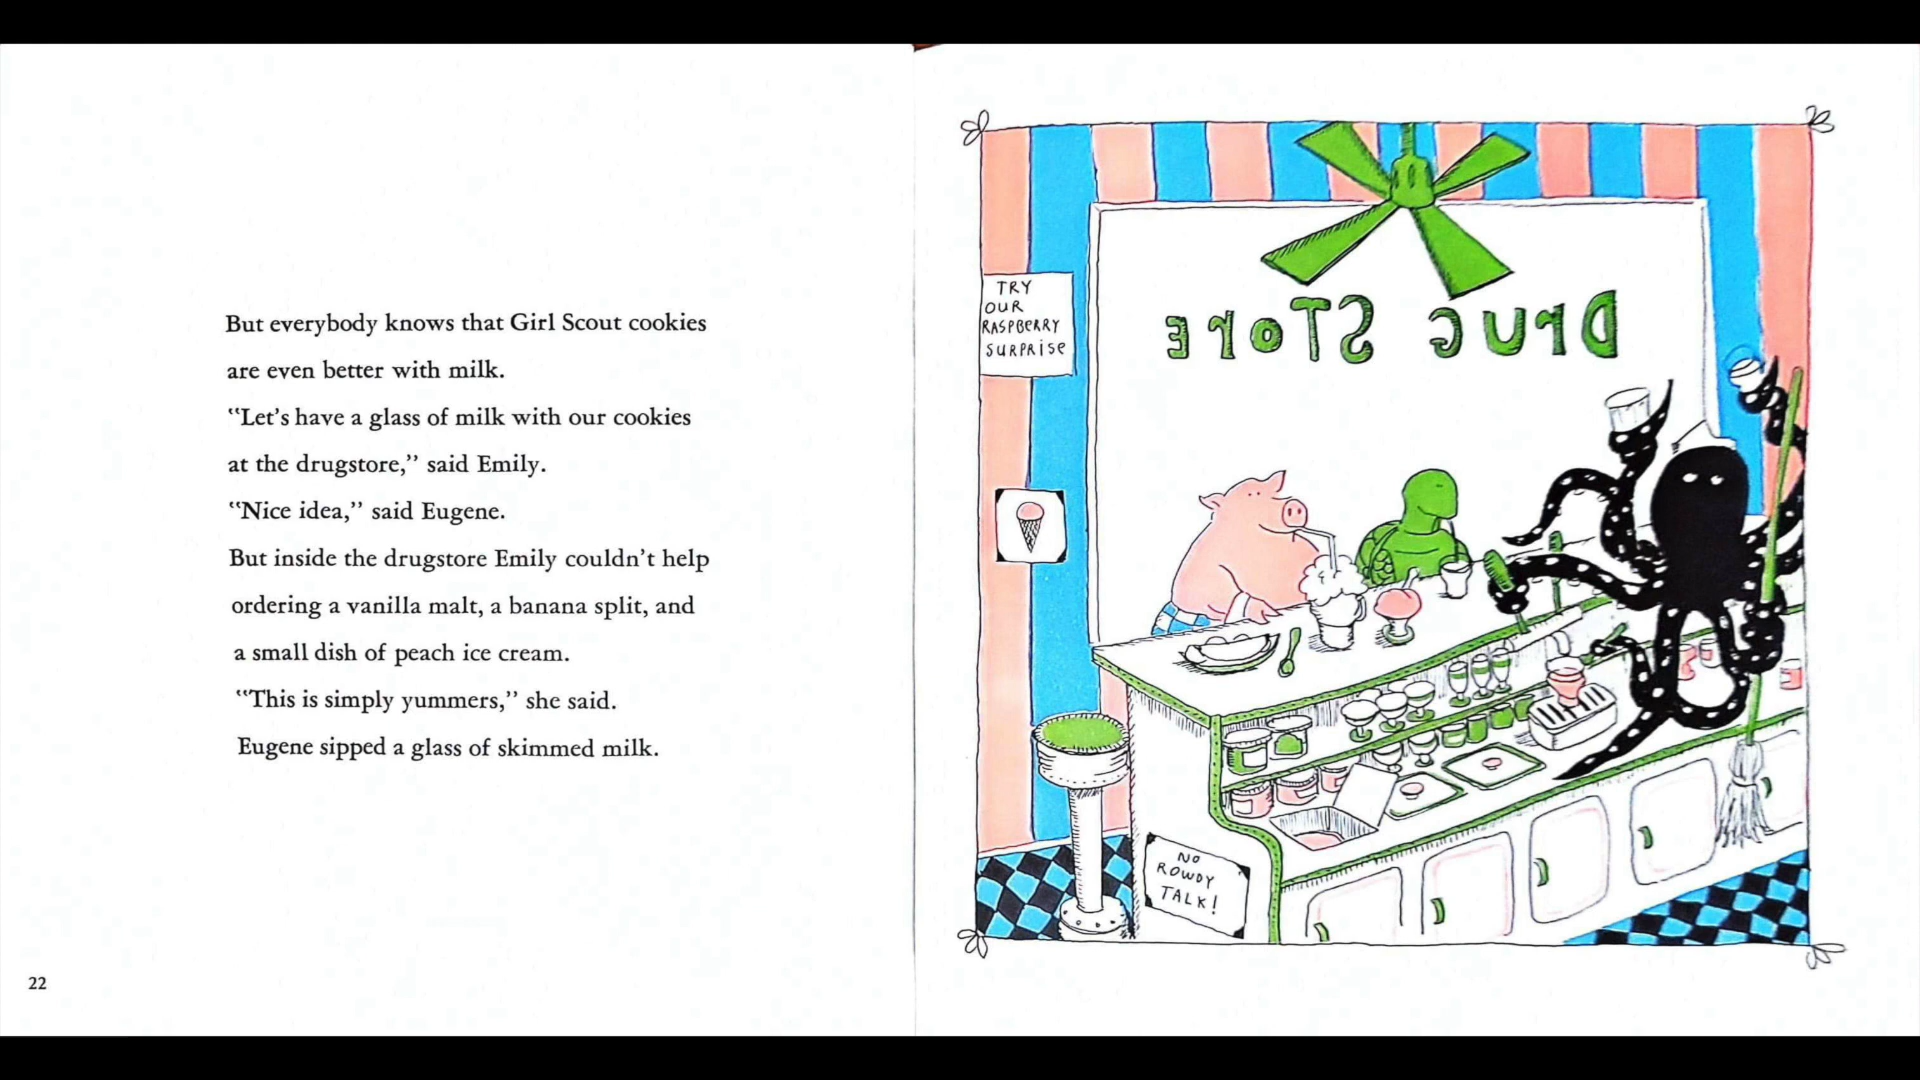 But everybody knows that Girl Scout cookies
are even better with milk.
"Let's have a glass of milk with our cookies
at the drugstore," said Emily.
"Nice idea," said Eugene.
But inside the drugstore Emily couldn't help
ordering a vanilla malt, a banana split, and
a small dish of peach ice cream.
"This is simply yummers," she said.
Eugene sipped a glass of skimmed milk.
22
TRY
OUR
RASPBERRY
SURPRISE
DRUG STORE
NO
ROWDY
TALK!